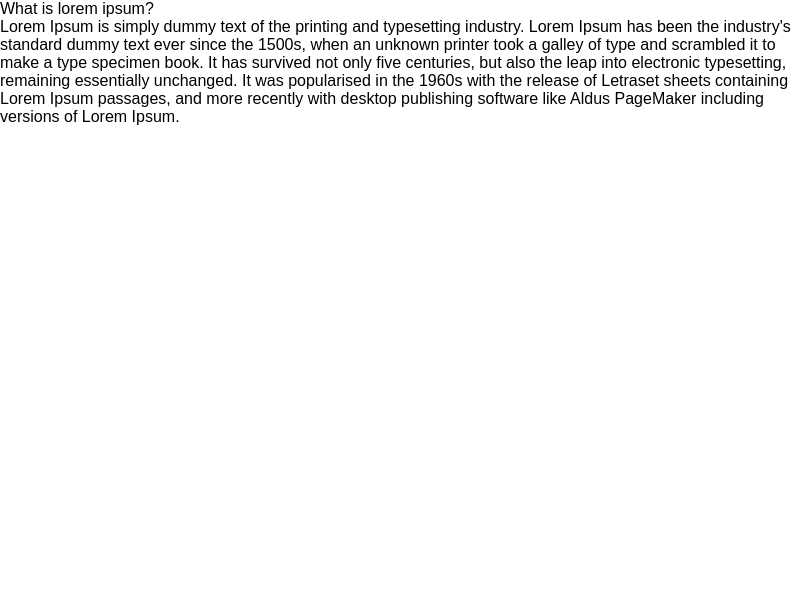 What is lorem ipsum?
Lorem Ipsum is simply dummy text of the printing and typesetting industry. Lorem Ipsum has been the industry's
standard dummy text ever since the 1500s, when an unknown printer took a galley of type and scrambled it to
make a type specimen book. It has survived not only five centuries, but also the leap into electronic typesetting,
remaining essentially unchanged. It was popularised in the 1960s with the release of Letraset sheets containing
Lorem Ipsum passages, and more recently with desktop publishing software like Aldus PageMaker including
versions of Lorem Ipsum.